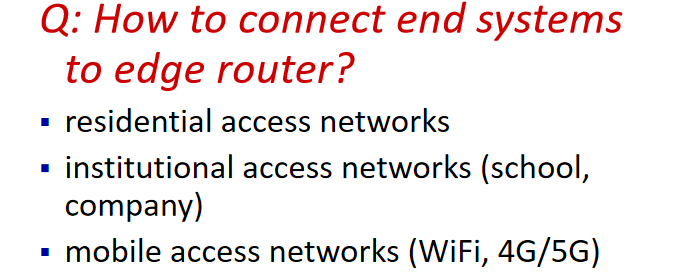 Q: How to connect end systems
to edge router?
▪ residential access networks
▪ institutional access networks (school,
company)
▪ mobile access networks (WiFi, 4G/5G)